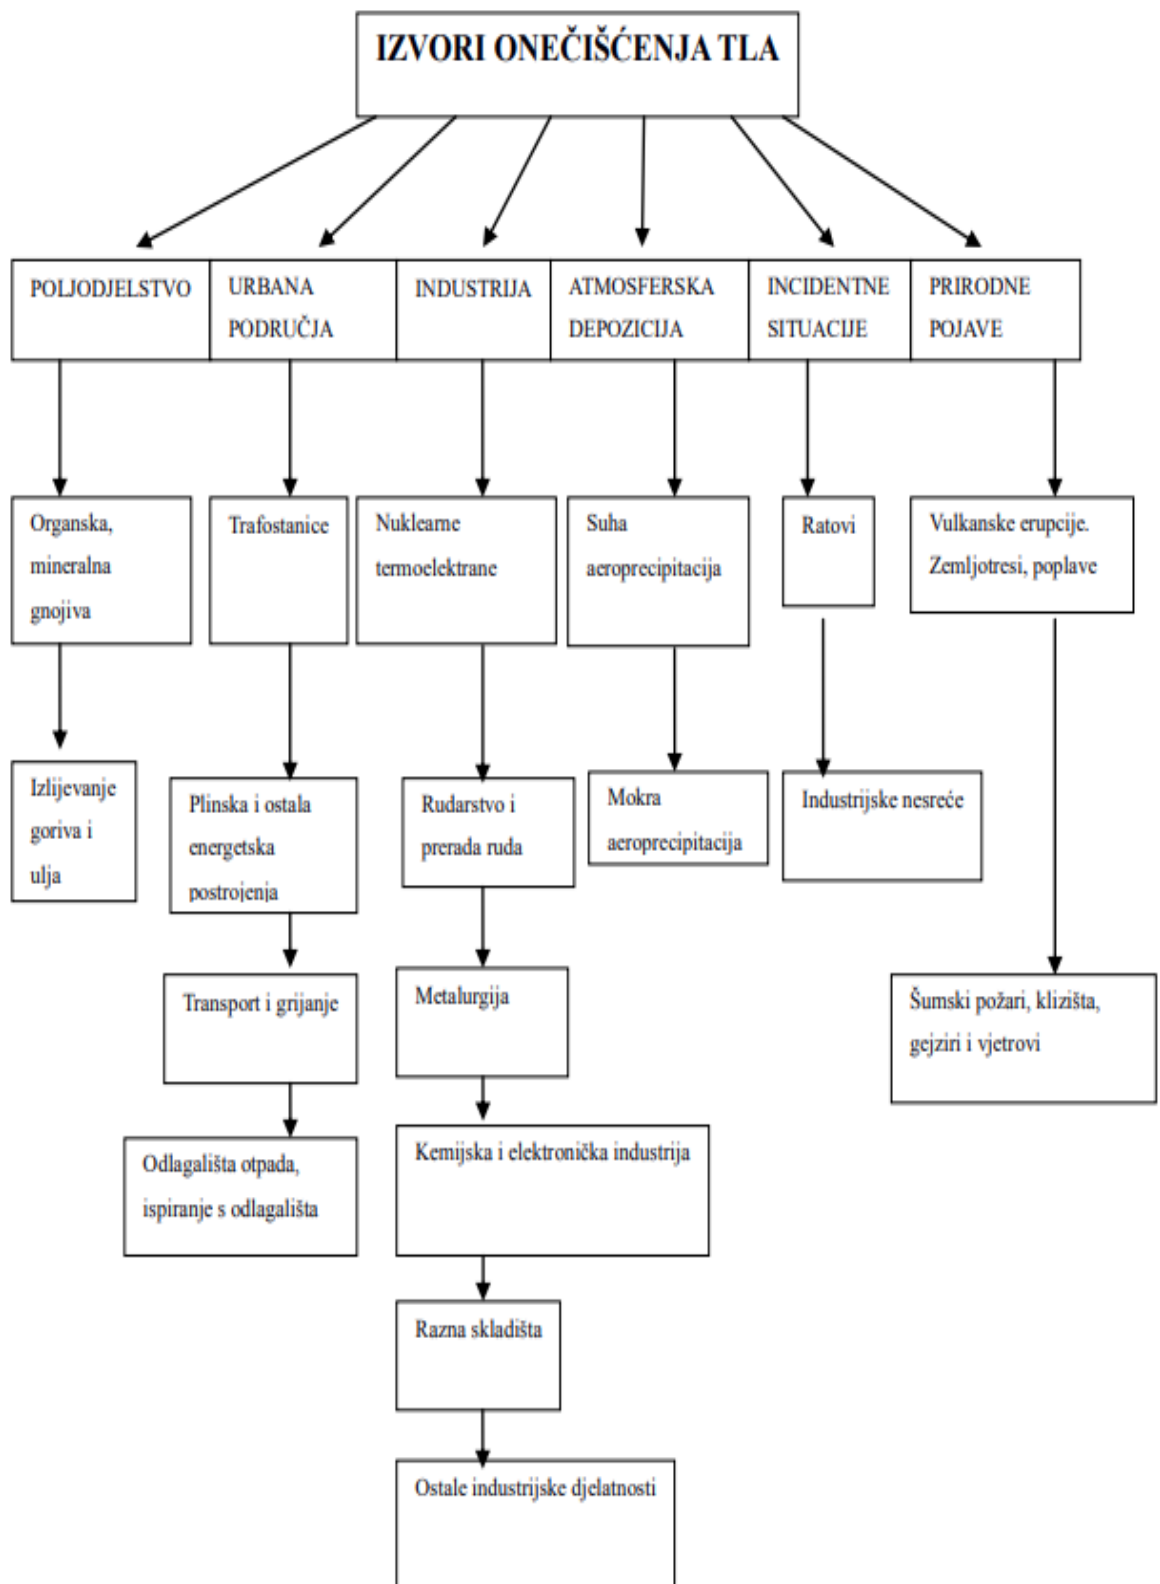 IZVORI ONEČIŠĆENJA TLA
POLJODJELSTVO
URBANA
PODRUČJA
INDUSTRIJA
ATMOSFERSKA
DEPOZICIJA
INCIDENTNE
SITUACIJE
PRIRODNE
POJAVE
Organska,
mineralna
gnojiva
Trafostanice
Nuklearne
termoelektrane
Suha
aeroprecipitacija
Ratovi
Vulkanske erupcije.
Zemljotresi, poplave
Izlijevanje
goriva i
ulja
Plinska i ostala
energetska
postrojenja
Rudarstvo i
prerada ruda
Mokra
aeroprecipitacija
Industrijske nesreće
Transport i grijanje
Metalurgija
Šumski požari, klizišta,
gejziri i vjetrovi
Odlagališta otpada,
ispiranje s odlagališta
Kemijska i elektronička industrija
Razna skladišta
Ostale industrijske djelatnosti